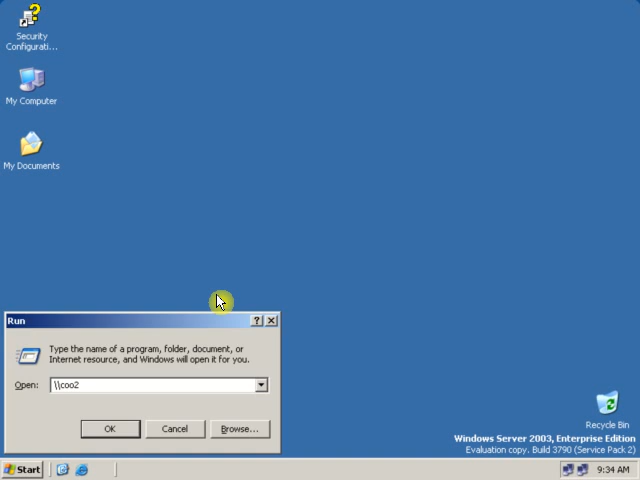 Security
Configurati...
My Computer
My Documents
Run
Type the name of a program, folder, document, or
Internet resource, and Windows will open it for you.
Open: \\coo2
OK Cancel Browse...
Recycle Bin
Windows Server 2003, Enterprise Edition
Evaluation copy. Build 3790 (Service Pack 2)
Start 9:34 AM